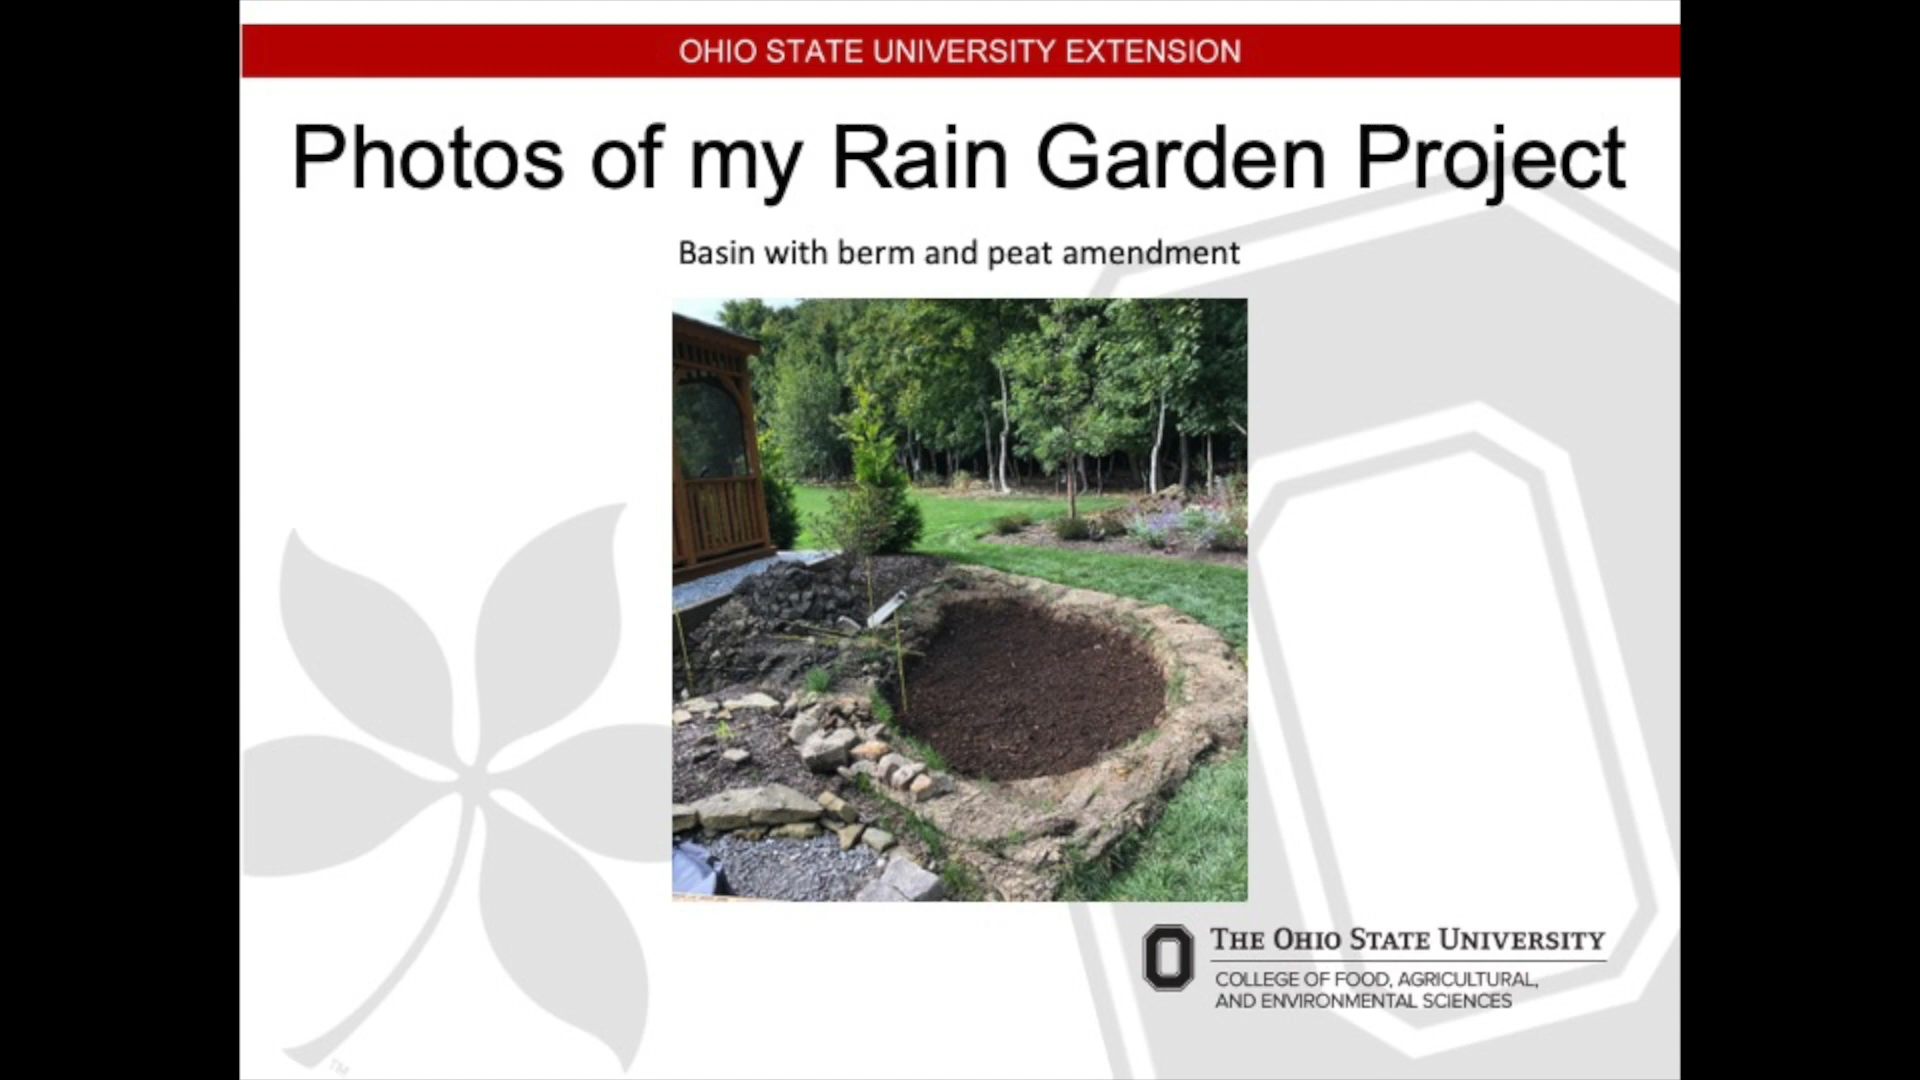 OHIO STATE UNIVERSITY EXTENSION
Photos of my Rain Garden Project
Basin with berm and peat amendment
THE OHIO STATE UNIVERSITY
COLLEGE OF FOOD, AGRICULTURAL,
AND ENVIRONMENTAL SCIENCES
TM